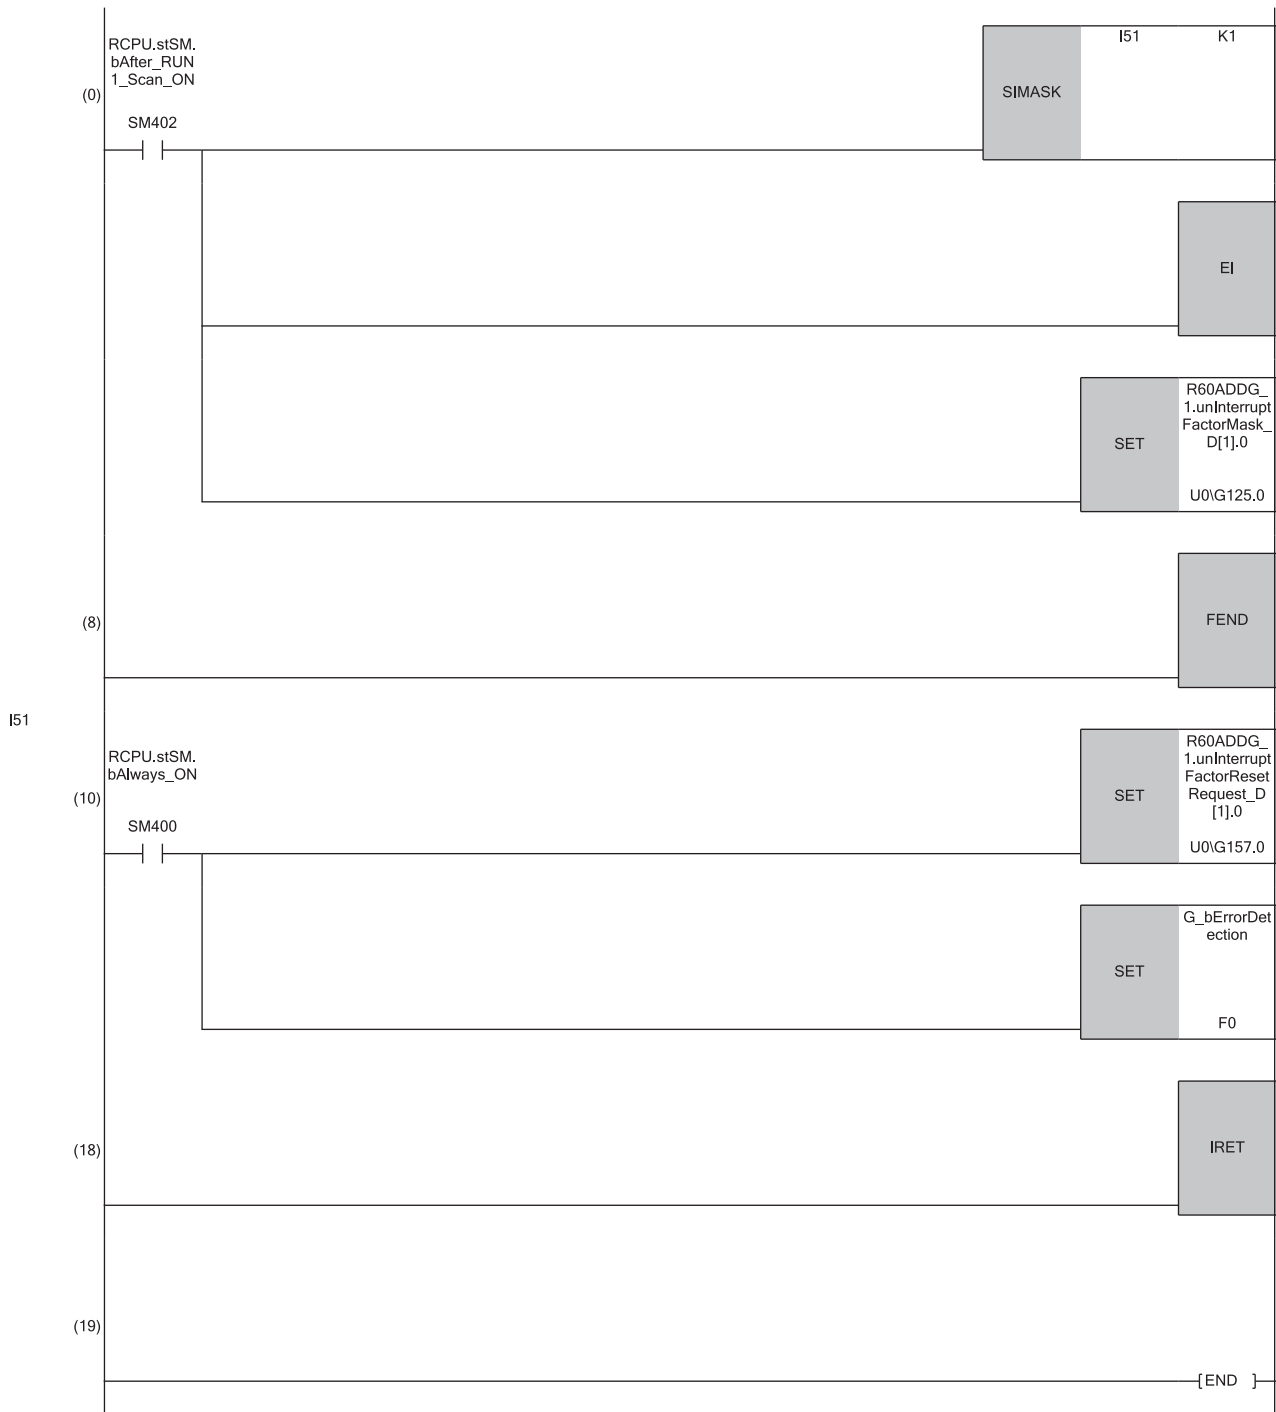 RCPU.stSM.
bAfter_RUN
1_Scan_ON
(0)
SM402
SIMASK
I51
K1
EI
SET
R60ADDG_
1.unInterrupt
FactorMask_
D[1].0
U0\G125.0
(8)
FEND
I51
RCPU.stSM.
bAlways_ON
(10)
SM400
SET
R60ADDG_
1.unInterrupt
FactorReset
Request_D
[1].0
U0\G157.0
SET
G_bErrorDet
ection
F0
(18)
IRET
(19)
[END ]